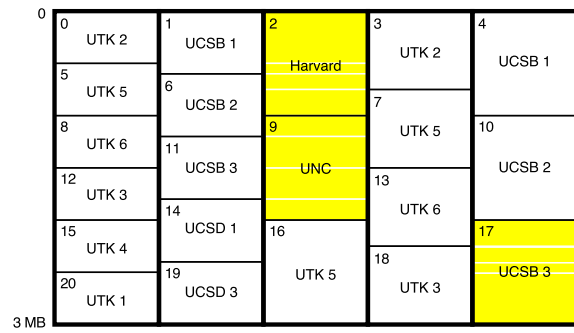 0
0
UTK 2
5
UTK 5
8
UTK 6
12
UTK 3
15
UTK 4
20
UTK 1
1
UCSB 1
6
UCSB 2
11
UCSB 3
14
UCSD 1
19
UCSD 3
2
Harvard
9
UNC
16
UTK 5
3
UTK 2
7
UTK 5
13
UTK 6
18
UTK 3
4
UCSB 1
10
UCSB 2
17
UCSB 3
3 MB